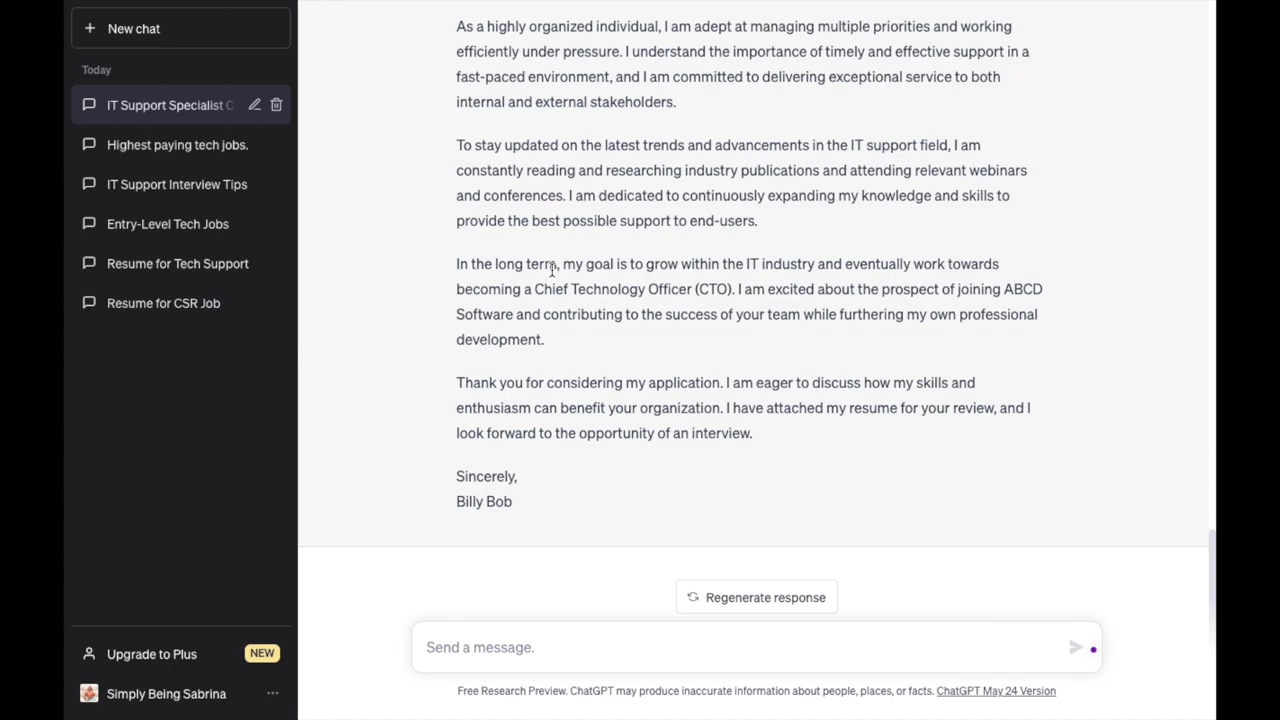 New chat
Today
IT Support Specialist C
Highest paying tech jobs.
IT Support Interview Tips
Entry-Level Tech Jobs
Resume for Tech Support
Resume for CSR Job
Upgrade to Plus
NEW
Simply Being Sabrina
As a highly organized individual, I am adept at managing multiple priorities and working
efficiently under pressure. I understand the importance of timely and effective support in a
fast-paced environment, and I am committed to delivering exceptional service to both
internal and external stakeholders.
To stay updated on the latest trends and advancements in the IT support field, I am
constantly reading and researching industry publications and attending relevant webinars
and conferences. I am dedicated to continuously expanding my knowledge and skills to
provide the best possible support to end-users.
In the long term, my goal is to grow within the IT industry and eventually work towards
becoming a Chief Technology Officer (CTO). I am excited about the prospect of joining ABCD
Software and contributing to the success of your team while furthering my own professional
development.
Thank you for considering my application. I am eager to discuss how my skills and
enthusiasm can benefit your organization. I have attached my resume for your review, and I
look forward to the opportunity of an interview.
Sincerely,
Billy Bob
Regenerate response
Send a message.
Free Research Preview. ChatGPT may produce inaccurate information about people, places, or facts. ChatGPT May 24 Version